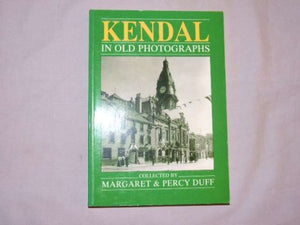 KENDAL
IN OLD PHOTOGRAPHS
COLLECTED BY
MARGARET & PERCY DUFF